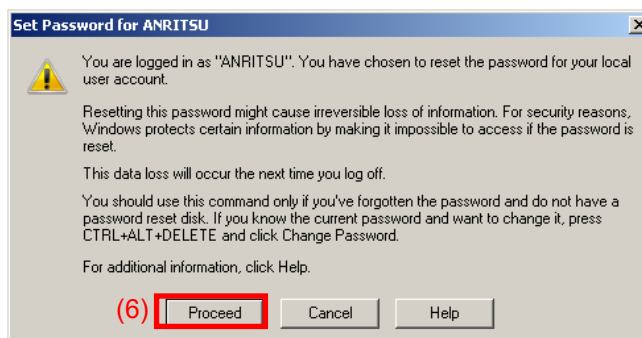 Set Password for ANRITSU
You are logged in as "ANRITSU". You have chosen to reset the password for your local
user account.
Resetting this password might cause irreversible loss of information. For security reasons,
Windows protects certain information by making it impossible to access if the password is
reset.
This data loss will occur the next time you log off.
You should use this command only if you've forgotten the password and do not have a
password reset disk. If you know the current password and want to change it, press
CTRL+ALT+DELETE and click Change Password.
For additional information, click Help.
(6) Proceed Cancel Help